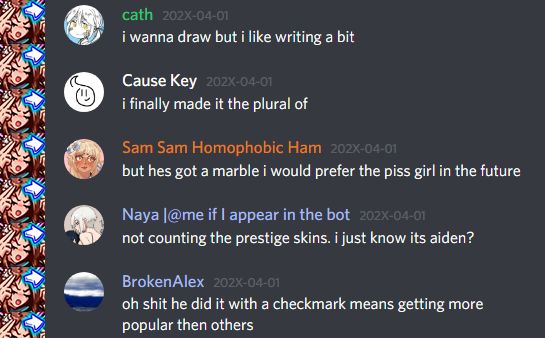 cath 202X-04-01
i wanna draw but i like writing a bit
Cause Key 202X-04-01
i finally made it the plural of
Sam Sam Homophobic Ham 202X-04-01
but hes got a marble i would prefer the piss girl in the future
Naya |@me if I appear in the bot 202X-04-01
not counting the prestige skins. i just know its aiden?
BrokenAlex 202X-04-01
oh shit he did it with a checkmark means getting more
popular then others